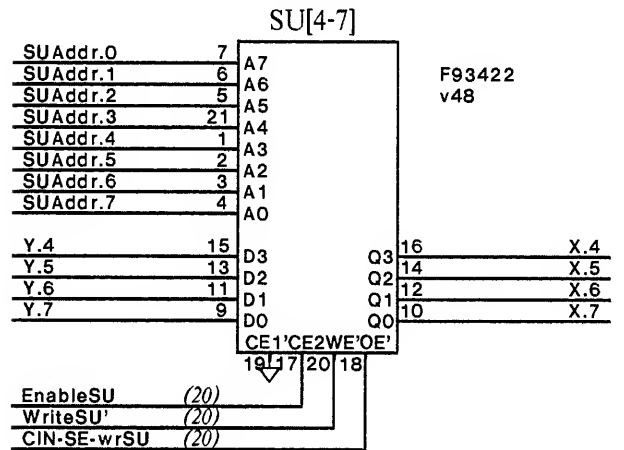 SU[4-7]
SUAddr.0 7 A7
SUAddr.1 6 A6
SUAddr.2 5 A5
SUAddr.3 21 A4
SUAddr.4 1 A3
SUAddr.5 2 A2
SUAddr.6 3 A1
SUAddr.7 4 A0
F93422
v48
Y.4 15 D3 Q3 16 X.4
Y.5 13 D2 Q2 14 X.5
Y.6 11 D1 Q1 12 X.6
Y.7 9 D0 Q0 10 X.7
CE1'CE2WE'OE'
19 17 20 18
EnableSU (20)
WriteSU' (20)
CIN-SE-wrSU (20)